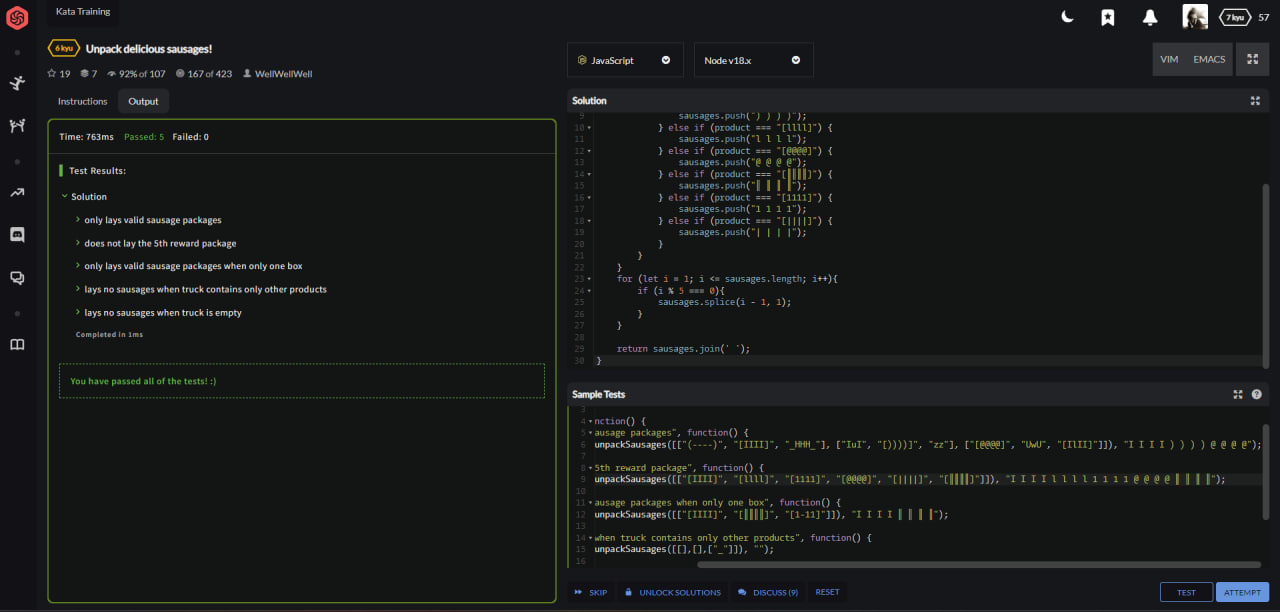 Kata Training
7 kyu 57
6 kyu Unpack delicious sausages!
19 7 92% of 107 167 of 423 WellWellWell
JavaScript
Node v18.x
VIM EMACS
Instructions Output
Time: 763ms Passed: 5 Failed: 0
Test Results:
Solution
only lays valid sausage packages
does not lay the 5th reward package
only lays valid sausage packages when only one box
lays no sausages when truck contains only other products
lays no sausages when truck is empty
Completed in 1ms
You have passed all of the tests! :)
Solution
9 sausages.push(") ) ) )");
10 } else if (product === "[llll]") {
11 sausages.push("l l l l");
12 } else if (product === "[@@@@]") {
13 sausages.push("@ @ @ @");
14 } else if (product === "[║║║║]") {
15 sausages.push("║ ║ ║ ║");
16 } else if (product === "[1111]") {
17 sausages.push("1 1 1 1");
18 } else if (product === "[||||]") {
19 sausages.push("| | | |");
20 }
21 }
22 }
23 for (let i = 1; i <= sausages.length; i++){
24 if (i % 5 === 0){
25 sausages.splice(i - 1, 1);
26 }
27 }
28
29 return sausages.join(' ');
30 }
Sample Tests
3
4 nction() {
5 ausage packages", function() {
6 unpackSausages([["(----)", "[IIII]", "_HHH_"], ["IuI", "[))))]", "zz"], ["[@@@@]", "UwU", "[IlII]"]]), "I I I I ) ) ) ) @ @ @ @");
7
8 5th reward package", function() {
9 unpackSausages([["[IIII]", "[llll]", "[1111]", "[@@@@]", "[||||]", "[║║║║]"]]), "I I I I l l l l 1 1 1 1 @ @ @ @ ║ ║ ║ ║");
10
11 ausage packages when only one box", function() {
12 unpackSausages([["[IIII]", "[║║║║]", "[1-11]"]]), "I I I I ║ ║ ║ ║");
13
14 when truck contains only other products", function() {
15 unpackSausages([[],[],["_"]]), "");
16
SKIP UNLOCK SOLUTIONS DISCUSS (9) RESET
TEST ATTEMPT